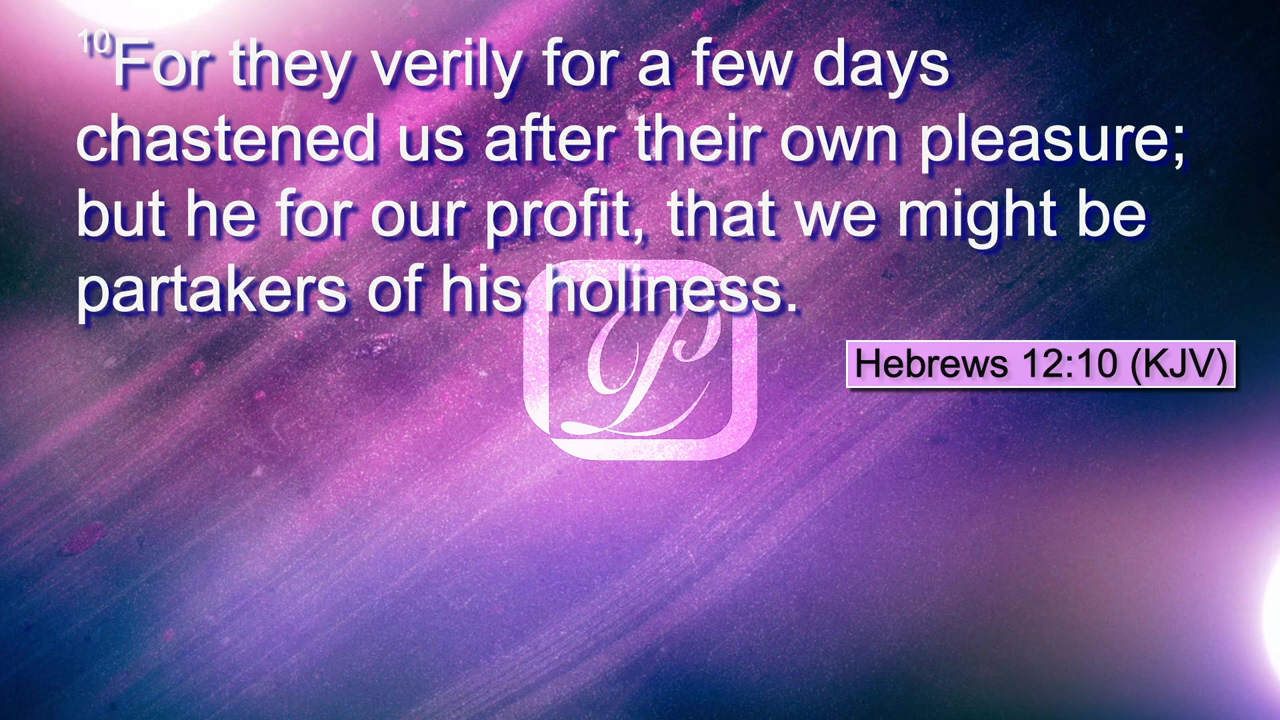 10For they verily for a few days
chastened us after their own pleasure;
but he for our profit, that we might be
partakers of his holiness.
Hebrews 12:10 (KJV)
LP